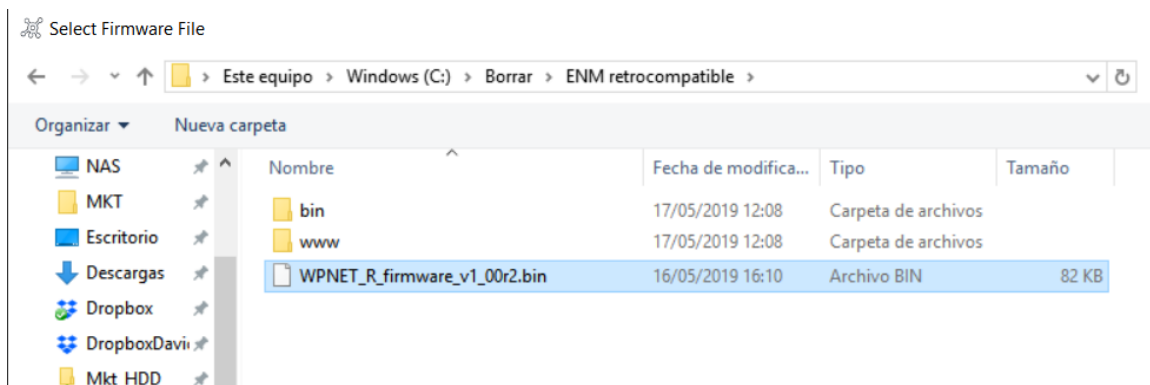 Select Firmware File
Este equipo > Windows (C:) > Borrar > ENM retrocompatible >
Organizar Nueva carpeta
NAS
MKT
Escritorio
Descargas
Dropbox
DropboxDavi
Mkt HDD
Nombre Fecha de modifica... Tipo Tamaño
bin 17/05/2019 12:08 Carpeta de archivos
www 17/05/2019 12:08 Carpeta de archivos
WPNET_R_firmware_v1_00r2.bin 16/05/2019 16:10 Archivo BIN 82 KB